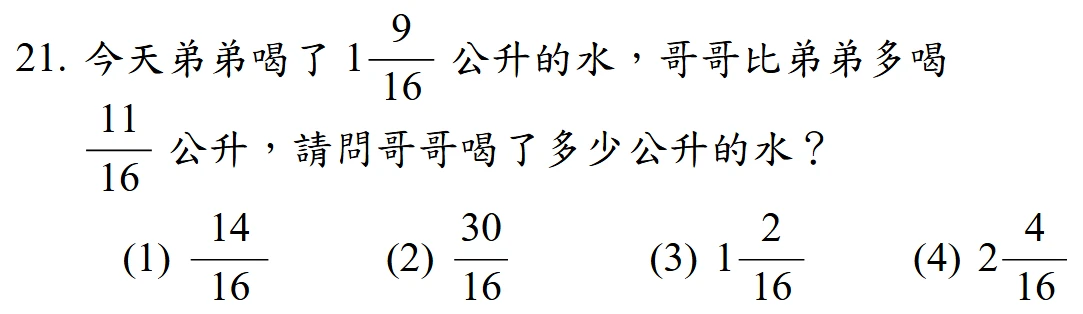 21. 今天弟弟喝了 1 9/16 公升的水，哥哥比弟弟多喝
11/16 公升，請問哥哥喝了多少公升的水？
(1) 14/16 (2) 30/16 (3) 1 2/16 (4) 2 4/16